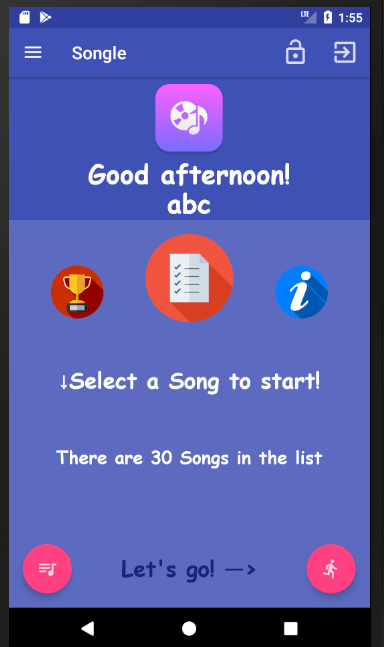 LTE 1:55
Songle
Good afternoon!
abc
↓Select a Song to start!
There are 30 Songs in the list
Let's go! —>